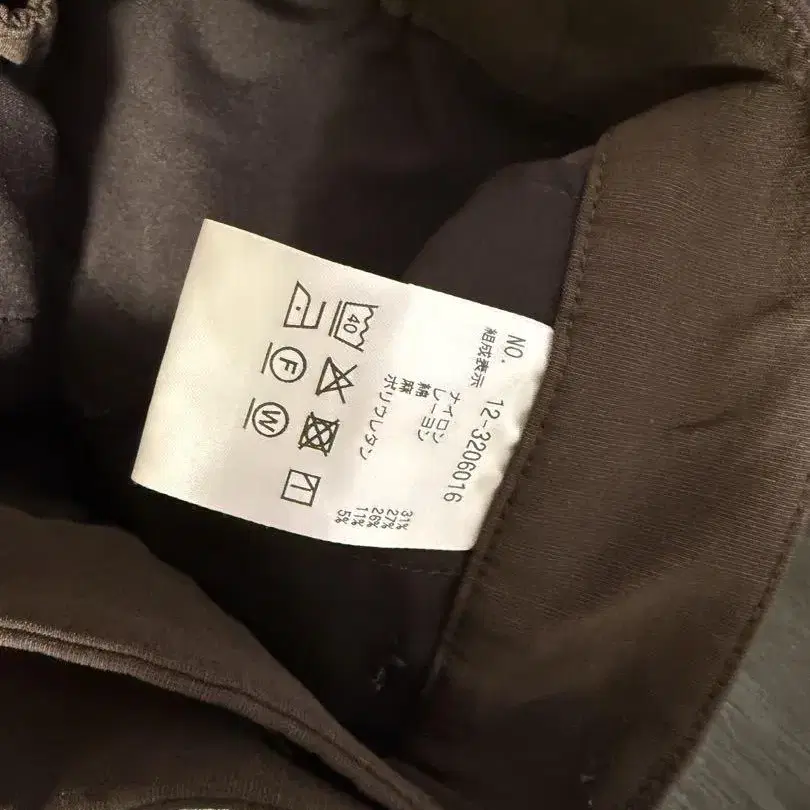 NO. 12-3206016
組成表示
ナイロン 31%
レーヨン 27%
綿 26%
麻 11%
ポリウレタン 5%
40
F
W